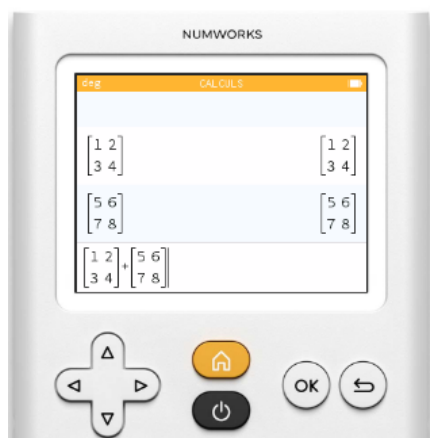 NUMWORKS
deg CALCULS
[1 2] [1 2]
[3 4] [3 4]
[5 6] [5 6]
[7 8] [7 8]
[1 2]+[5 6]
[3 4] [7 8]
OK